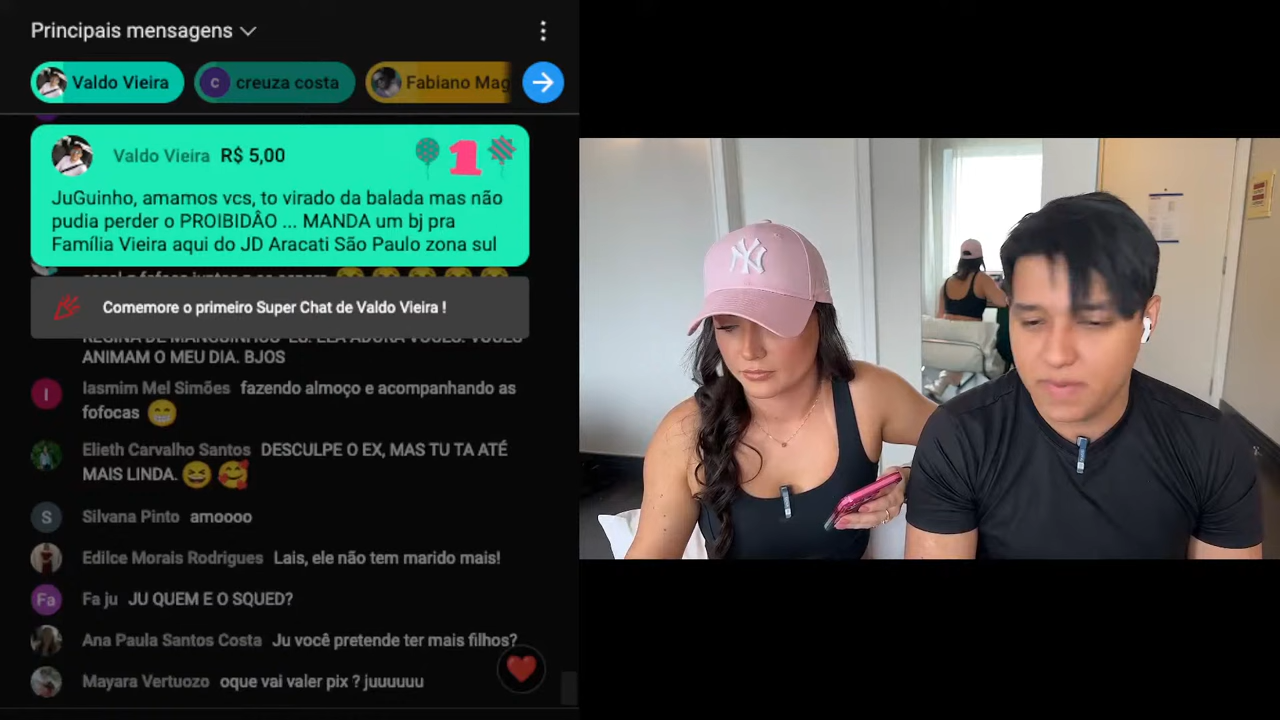 Principais mensagens
Valdo Vieira
c creuza costa
Fabiano Mag
Valdo Vieira R$ 5,00
1
JuGuinho, amamos vcs, to virado da balada mas não
pudia perder o PROIBIDÂO ... MANDA um bj pra
Família Vieira aqui do JD Aracati São Paulo zona sul
Comemore o primeiro Super Chat de Valdo Vieira !
ANIMAM O MEU DIA. BJOS
I Iasmim Mel Simões fazendo almoço e acompanhando as
fofocas 😁
Elieth Carvalho Santos DESCULPE O EX, MAS TU TA ATÉ
MAIS LINDA. 😆🥰
S Silvana Pinto amoooo
Edilce Morais Rodrigues Lais, ele não tem marido mais!
Fa Fa ju JU QUEM E O SQUED?
Ana Paula Santos Costa Ju você pretende ter mais filhos?
Mayara Vertuozo oque vai valer pix ? juuuuuu
NY